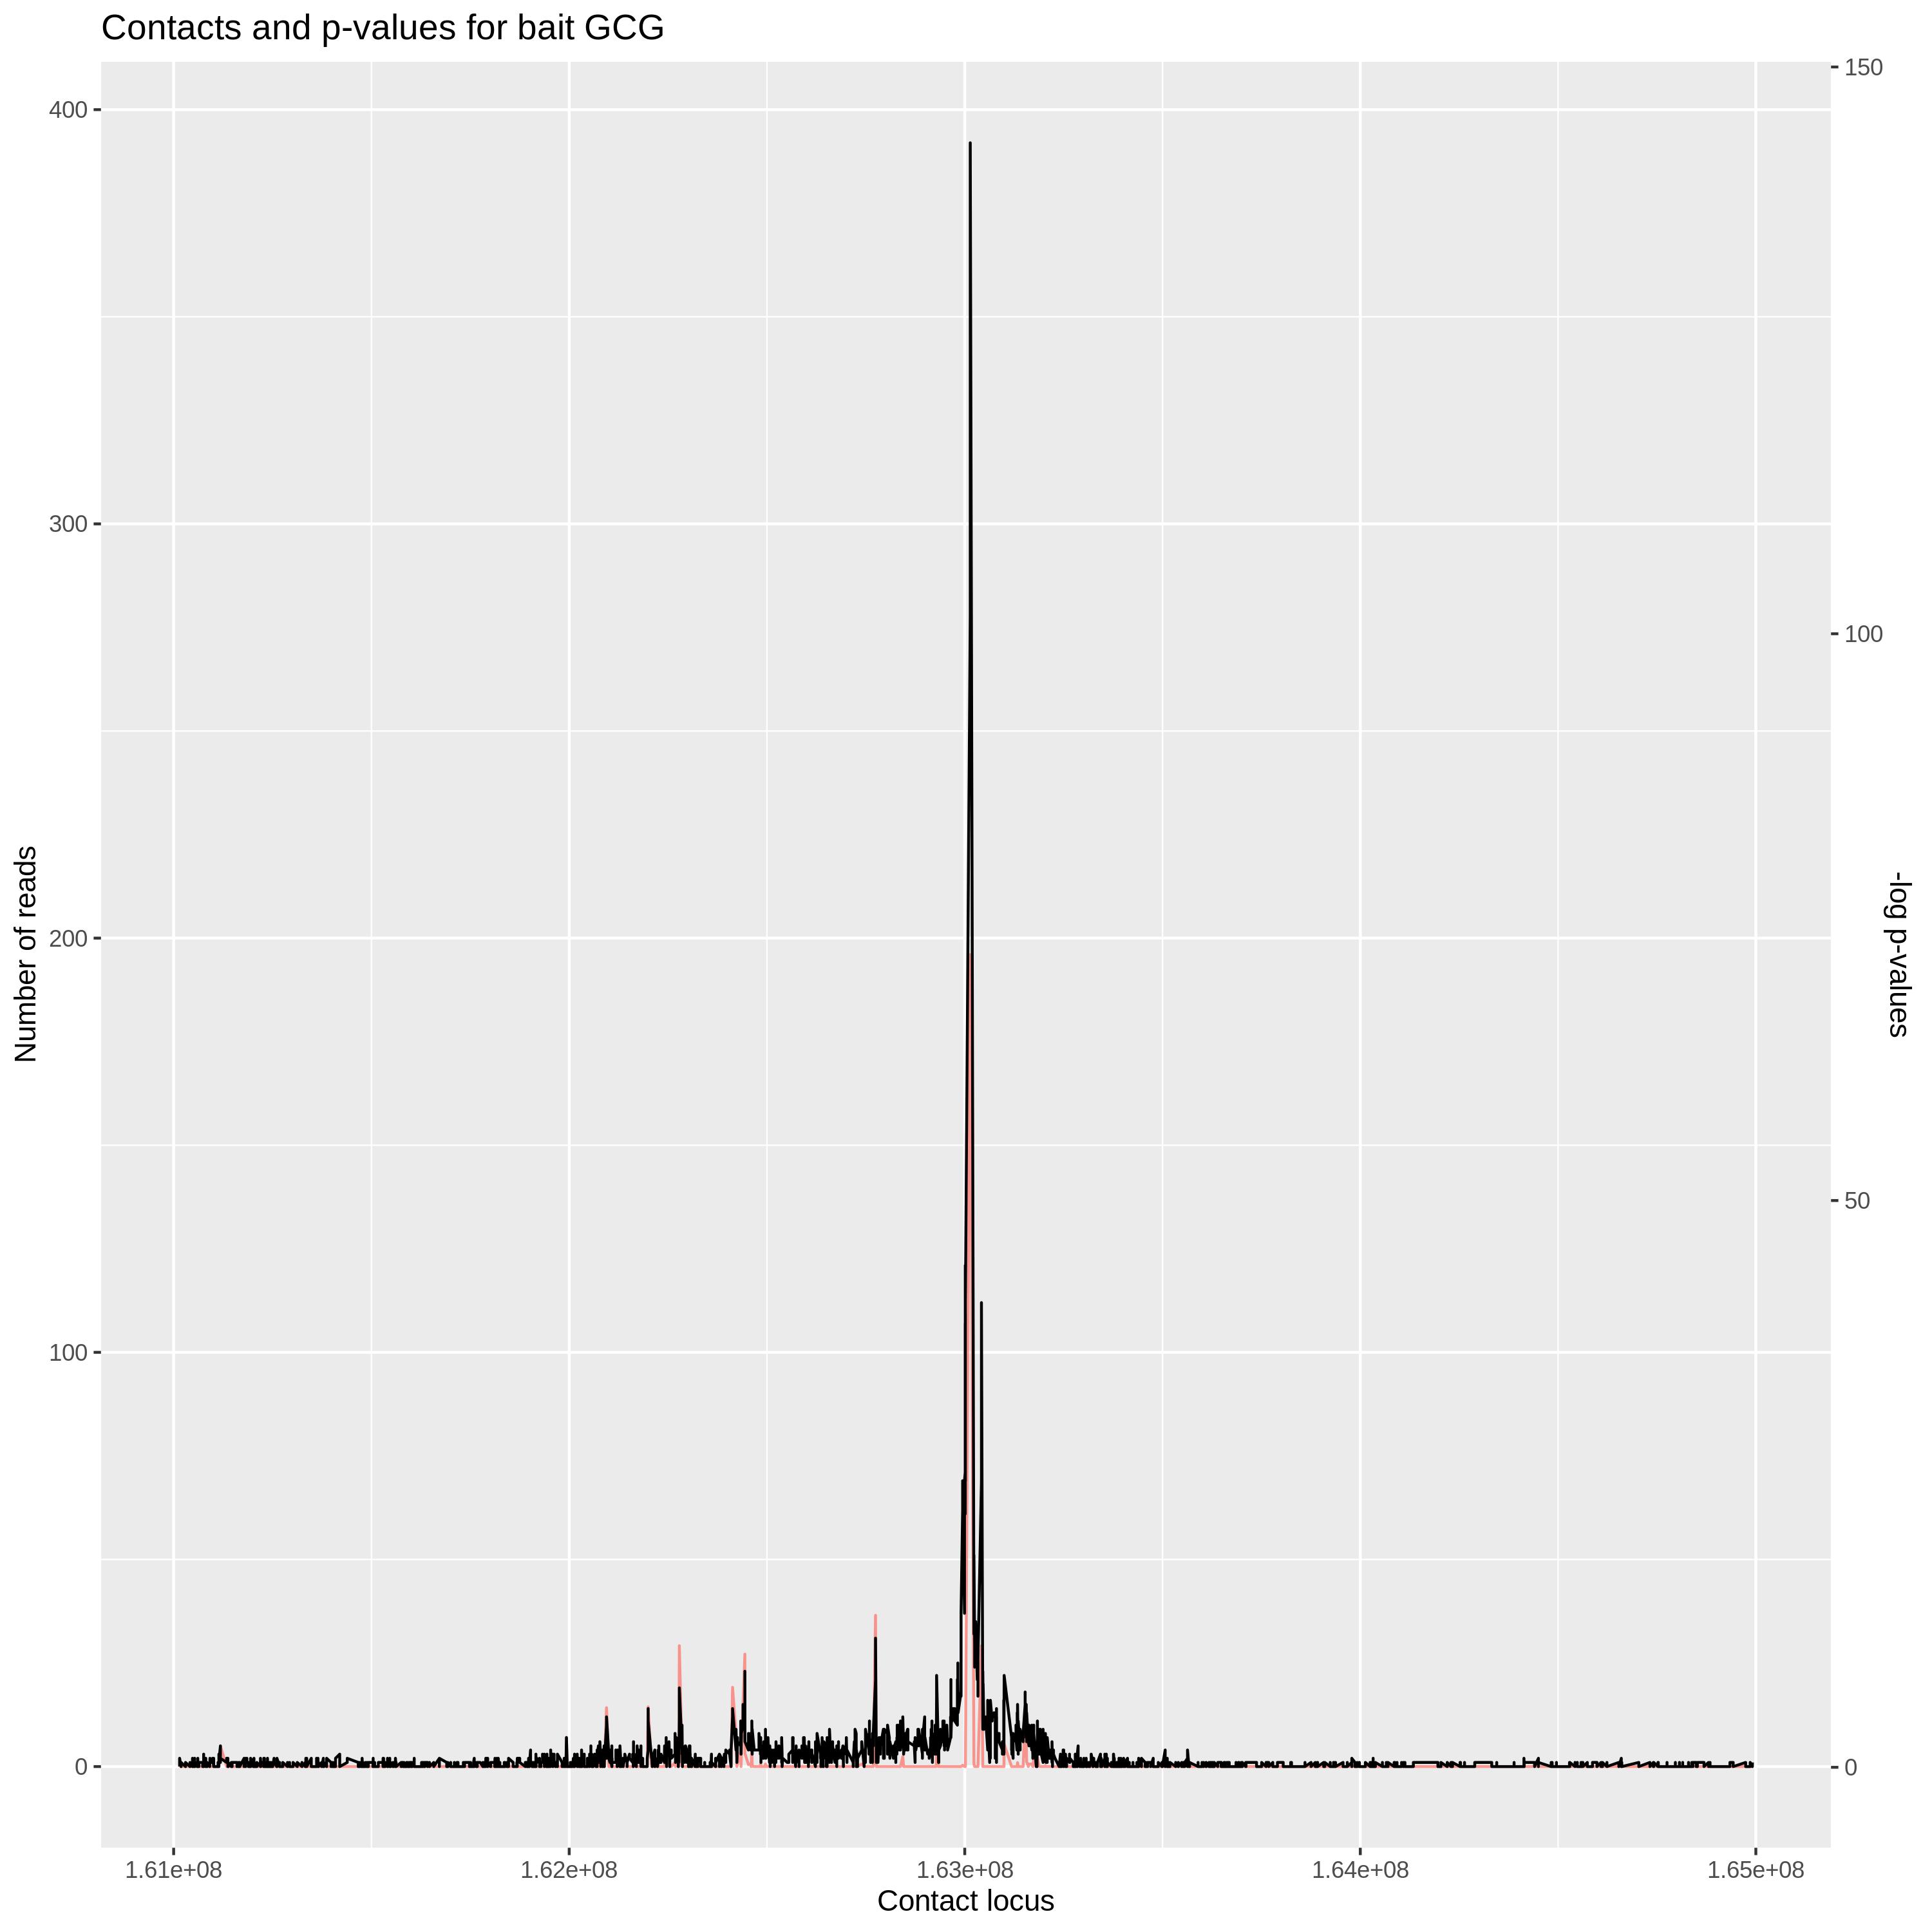 Contacts and p-values for bait GCG
400
300
200
100
0
Number of reads
150
100
50
0
-log p-values
1.61e+08
1.62e+08
1.63e+08
1.64e+08
1.65e+08
Contact locus